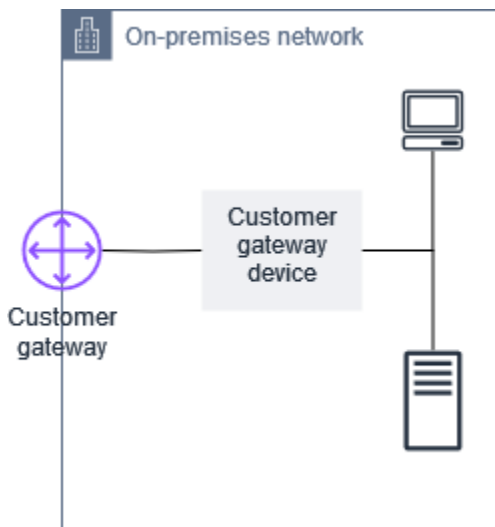 On-premises network
Customer
gateway
device
Customer
gateway